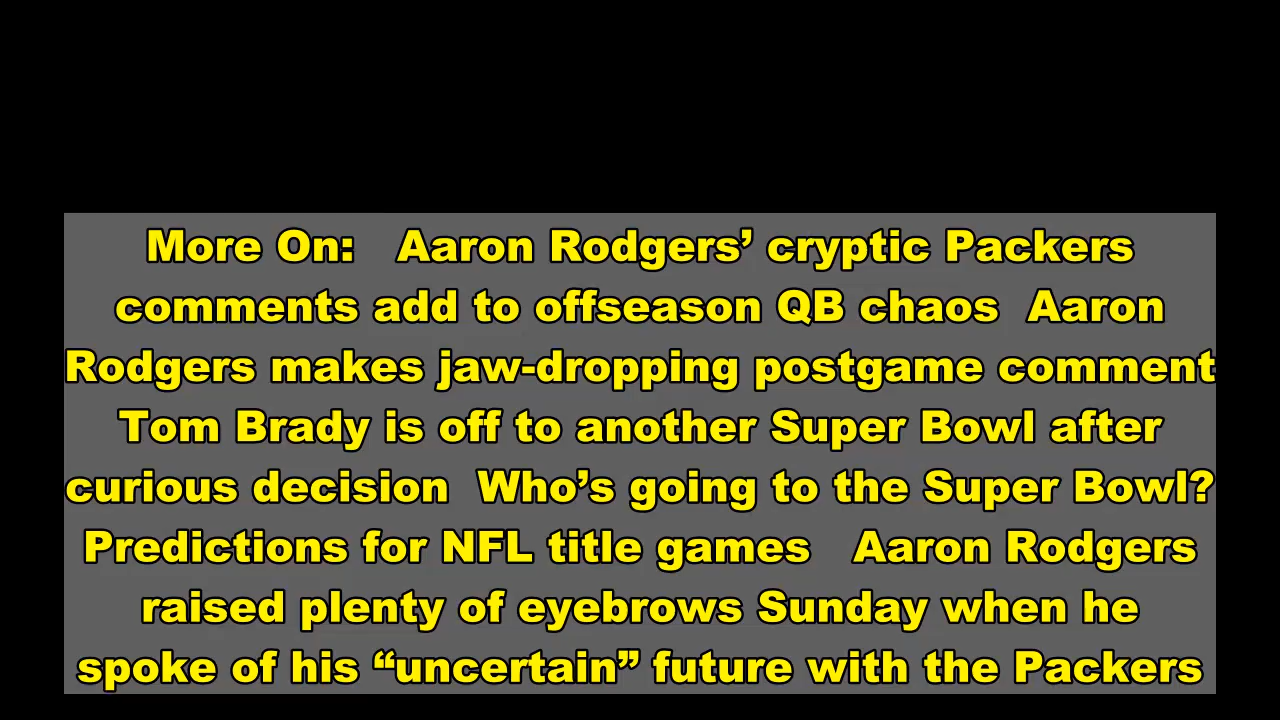 More On:   Aaron Rodgers’ cryptic Packers
comments add to offseason QB chaos  Aaron
Rodgers makes jaw-dropping postgame comment
Tom Brady is off to another Super Bowl after
curious decision  Who’s going to the Super Bowl?
Predictions for NFL title games   Aaron Rodgers
raised plenty of eyebrows Sunday when he
spoke of his “uncertain” future with the Packers